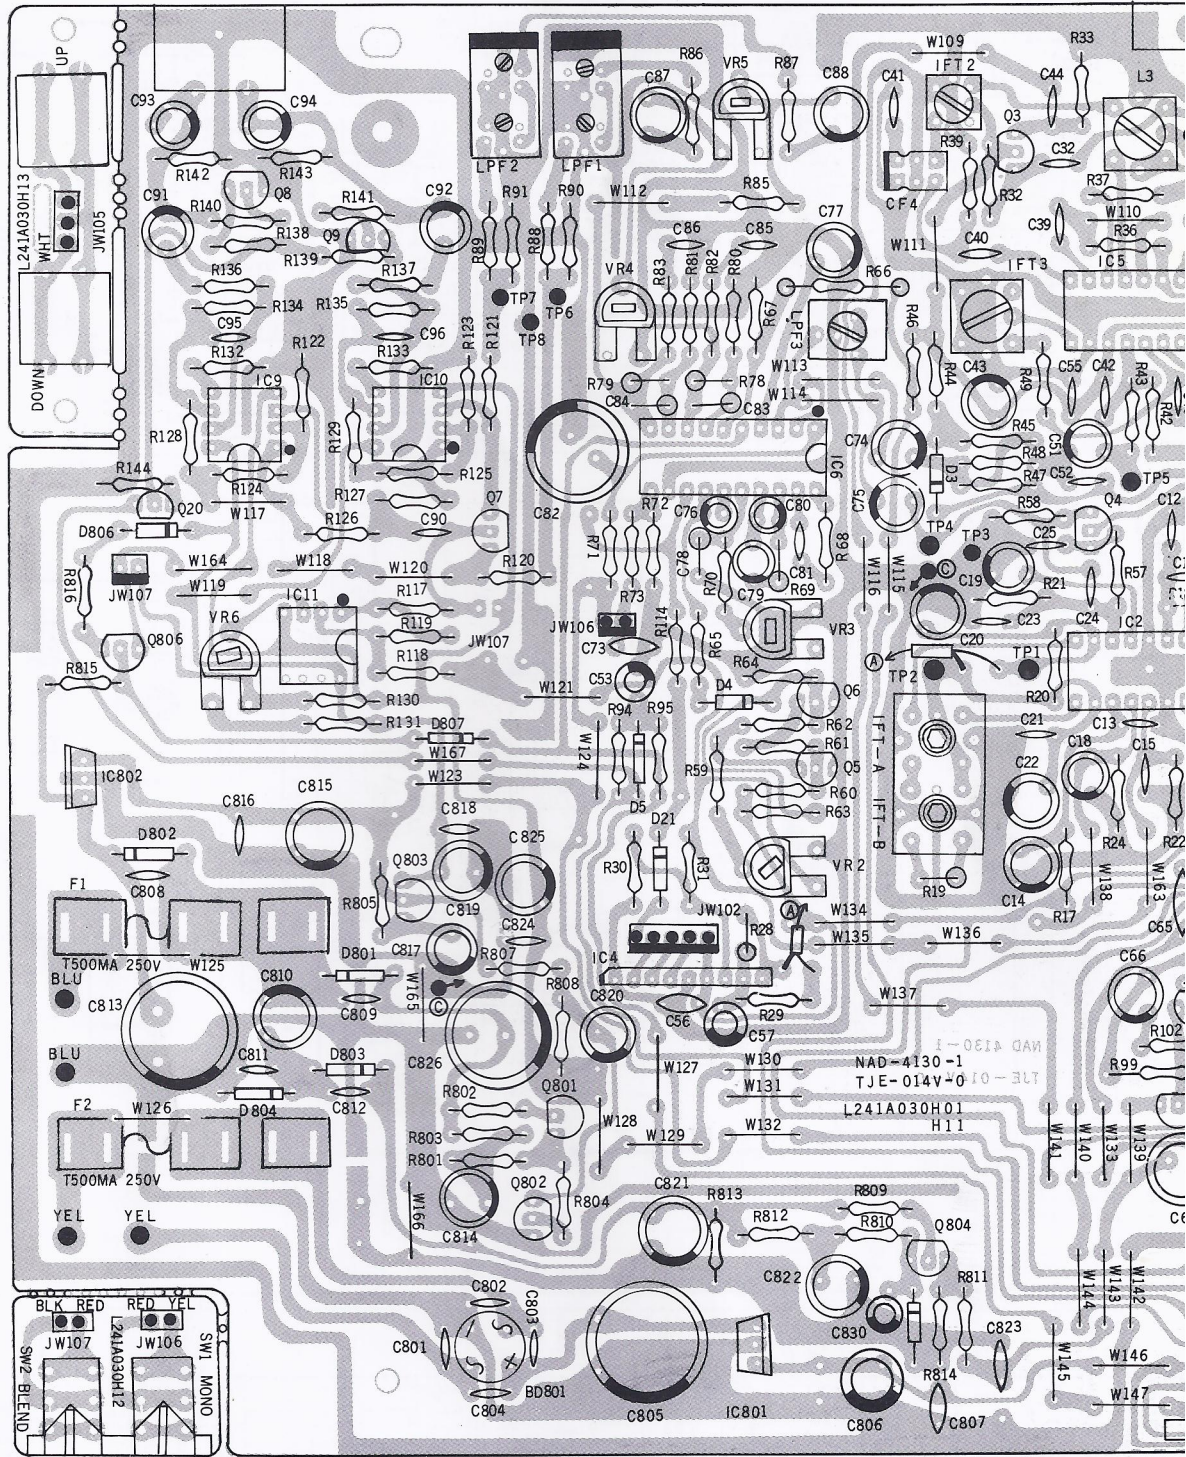 UP
W109
R33
R86
VR5
R87
IFT2
C93
C94
C87
C88
C41
C44
L3
Q3
R39
C32
R142
R143
LPF2
LPF1
L241A030H13
WHT
JW105
C91
R140
Q8
R141
C92
R91
R90
W112
R85
CF4
R32
R37
W110
R138
Q9
R139
R89
R88
C86
C85
C77
W111
C39
C40
R36
IC5
R136
R137
VR4
R83
R81
R82
R80
R66
IFT3
R134
R135
TP7
TP6
TP8
R67
LPF3
C95
C96
R123
R121
R46
R132
R122
R133
W113
R44
C43
R49
C55
C42
R43
DOWN
IC9
IC10
R79
R78
C84
C83
W114
R42
R128
R129
C74
R45
C51
IC6
R48
C52
R47
TP5
D3
R144
R124
R125
R127
Q7
C82
R72
C76
C80
C75
R58
Q4
C12
Q20
W117
D806
R126
C90
R71
R68
TP4
TP3
C25
W164
W118
W120
R120
C78
R70
C81
C79
R69
W116
W115
C
C19
R21
R57
R816
JW107
W119
R117
R73
C24
VR6
IC11
R119
JW107
JW106
R114
R65
VR3
C20
C23
IC2
Q806
R118
C73
R64
A
TP2
TP1
R20
R815
W121
C53
D4
Q6
R130
R131
R94
R95
R62
D807
W124
R61
IFT-A
C21
C13
IC802
W167
W123
R59
Q5
C18
C15
C815
R60
C22
C816
C818
D5
R63
IFT-B
C825
D21
D802
Q803
R30
R31
VR2
R24
R22
F1
C808
R805
R19
W138
W163
C819
JW102
A
W134
C14
R17
C824
R28
C65
D801
C817
R807
W135
W136
T500MA 250V
W125
IC4
BLU
C810
W165
R808
C66
C813
C809
C
C820
C56
R29
C57
W137
R102
NAD 4130-1
BLU
C811
D803
C826
W127
W130
NAD-4130-1
R99
TJE-014V-0
R802
Q801
W131
F2
W126
D804
C812
L241A030H01
H11
R803
W128
W129
W132
W141
W140
W133
W139
R801
T500MA 250V
Q802
R804
C821
R813
R809
YEL
YEL
W166
C814
R812
R810
Q804
C822
R811
W144
W143
W142
C802
C803
BLK RED
RED YEL
C830
C823
JW107
JW106
L241A030H12
C801
W145
W146
SW2 BLEND
SW1 MONO
BD801
R814
W147
C804
C805
IC801
C806
C807